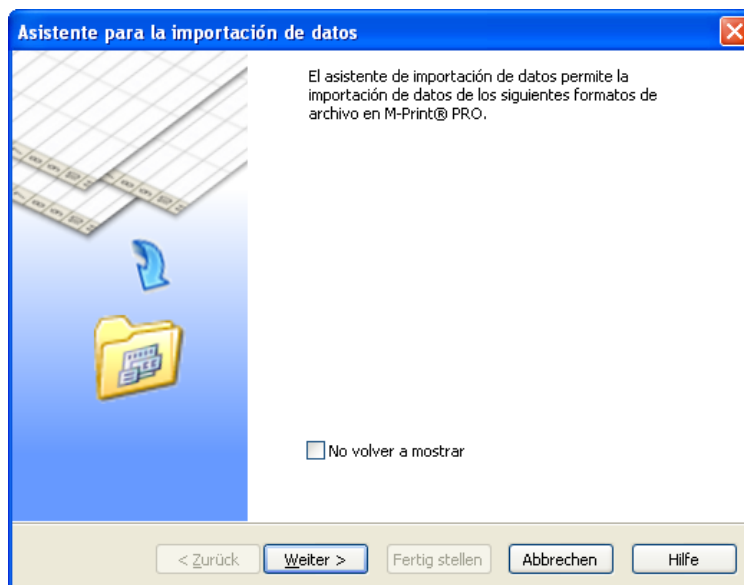 Asistente para la importación de datos
El asistente de importación de datos permite la
importación de datos de los siguientes formatos de
archivo en M-Print® PRO.
No volver a mostrar
< Zurück
Weiter >
Fertig stellen
Abbrechen
Hilfe